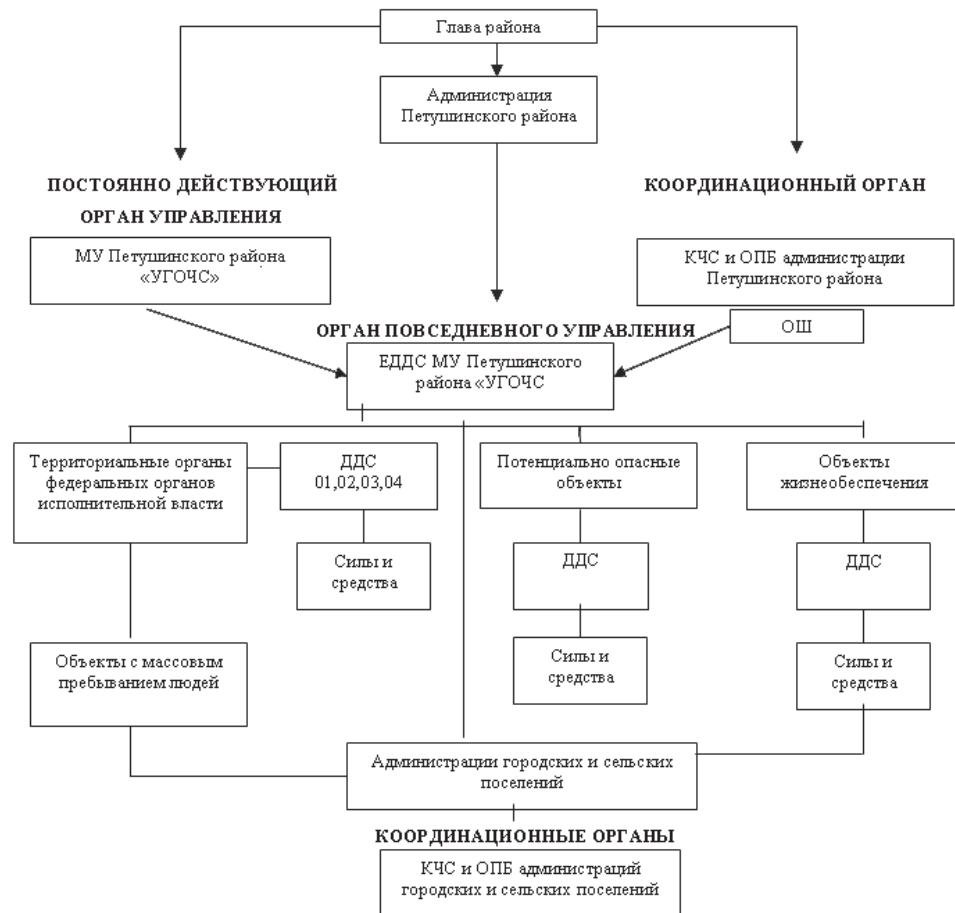 Глава района
Администрация
Петушинского района
ПОСТОЯННО ДЕЙСТВУЮЩИЙ
ОРГАН УПРАВЛЕНИЯ
КООРДИНАЦИОННЫЙ ОРГАН
МУ Петушинского района
«УГОЧС»
КЧС и ОПБ администрации
Петушинского района
ОШ
ОРГАН ПОВСЕДНЕВНОГО УПРАВЛЕНИЯ
ЕДДС МУ Петушинского
района «УГОЧС
Территориальные органы
федеральных органов
исполнительной власти
ДДС
01,02,03,04
Потенциально опасные
объекты
Объекты
жизнеобеспечения
Силы и
средства
ДДС
ДДС
Объекты с массовым
пребыванием людей
Силы и
средства
Силы и
средства
Администрации городских и сельских
поселений
КООРДИНАЦИОННЫЕ ОРГАНЫ
КЧС и ОПБ администраций
городских и сельских поселений